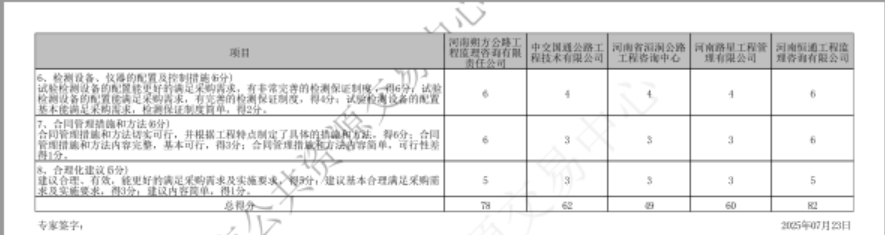 项目
河南朔方公路工
程监理咨询有限
责任公司
中交国通公路工
程技术有限公司
河南省涓涧公路
工程咨询中心
河南路星工程管
理有限公司
河南恒通工程监
理咨询有限公司
6、检测设备、仪器的配置及控制措施(6分)
试验检测设备的配置能更好的满足采购需求，有非常完善的检测保证制度，得6分；试验
检测设备的配置能满足采购需求，有完善的检测保证制度，得4分；试验检测设备的配置
基本能满足采购需求，检测保证制度简单，得2分。
6 4 4 4 6
7、合同管理措施和方法(6分)
合同管理措施和方法切实可行，并根据工程特点制定了具体的措施和方法，得6分；合同
管理措施和方法内容完整，基本可行，得3分；合同管理措施和方法内容简单，可行性差
得1分。
6 3 3 3 6
8、合理化建议(5分)
建议合理、有效，能更好的满足采购需求及实施要求，得5分；建议基本合理满足采购需
求及实施要求，得3分；建议内容简单，得1分。
5 3 3 3 5
总得分 78 62 49 60 82
专家签字： 2025年07月23日
公共资源交易中心
源交易中心